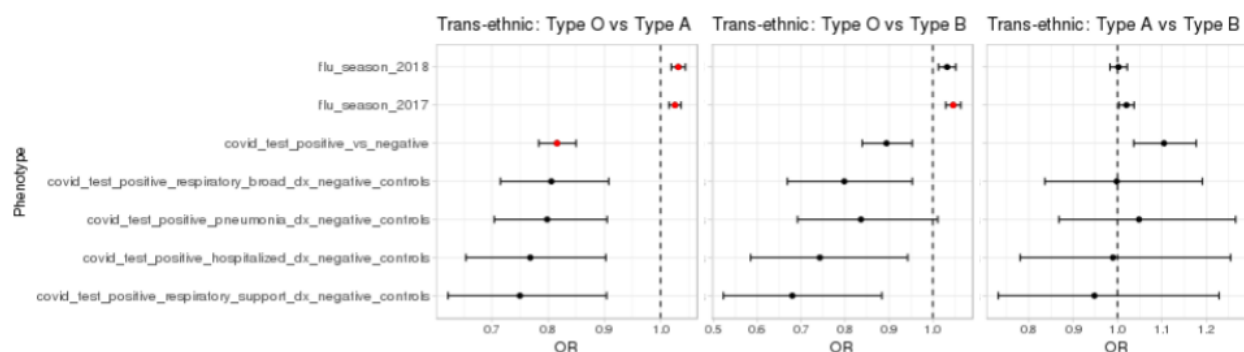 Trans-ethnic: Type O vs Type A
Trans-ethnic: Type O vs Type B
Trans-ethnic: Type A vs Type B
Phenotype
flu_season_2018
flu_season_2017
covid_test_positive_vs_negative
covid_test_positive_respiratory_broad_dx_negative_controls
covid_test_positive_pneumonia_dx_negative_controls
covid_test_positive_hospitalized_dx_negative_controls
covid_test_positive_respiratory_support_dx_negative_controls
0.7 0.8 0.9 1.0
0.5 0.6 0.7 0.8 0.9 1.0
0.8 0.9 1.0 1.1 1.2
OR
OR
OR